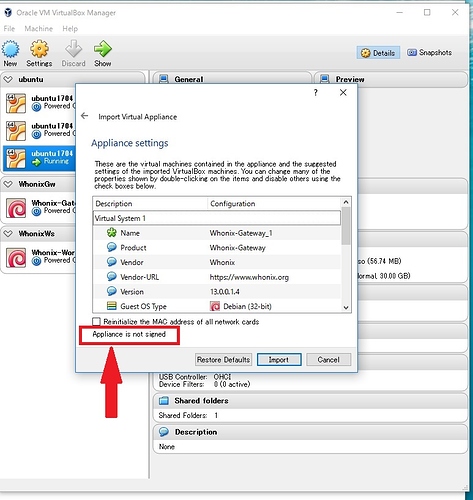 Oracle VM VirtualBox Manager
File Machine Help
New Settings Discard Show
Details Snapshots
ubuntu
ubuntu1704
Powered
ubuntu1704
Powered
ubuntu1704
Running
WhonixGw
Whonix-Gat
Powered
WhonixWs
Whonix-Wor
Powered
General
Preview
? 
Import Virtual Appliance
Appliance settings
These are the virtual machines contained in the appliance and the suggested
settings of the imported VirtualBox machines. You can change many of the
properties shown by double-clicking on the items and disable others using the
check boxes below.
Description Configuration
Virtual System 1
Name Whonix-Gateway_1
Product Whonix-Gateway
Vendor Whonix
Vendor-URL https://www.whonix.org
Version 13.0.0.1.4
Guest OS Type Debian (32-bit)
Reinitialize the MAC address of all network cards
Appliance is not signed
Restore Defaults Import Cancel
so (56.74 MB)
ormal, 30.00 GB)
USB Controller: OHCI
Device Filters: 0 (0 active)
Shared folders
Shared Folders: 1
Description
None